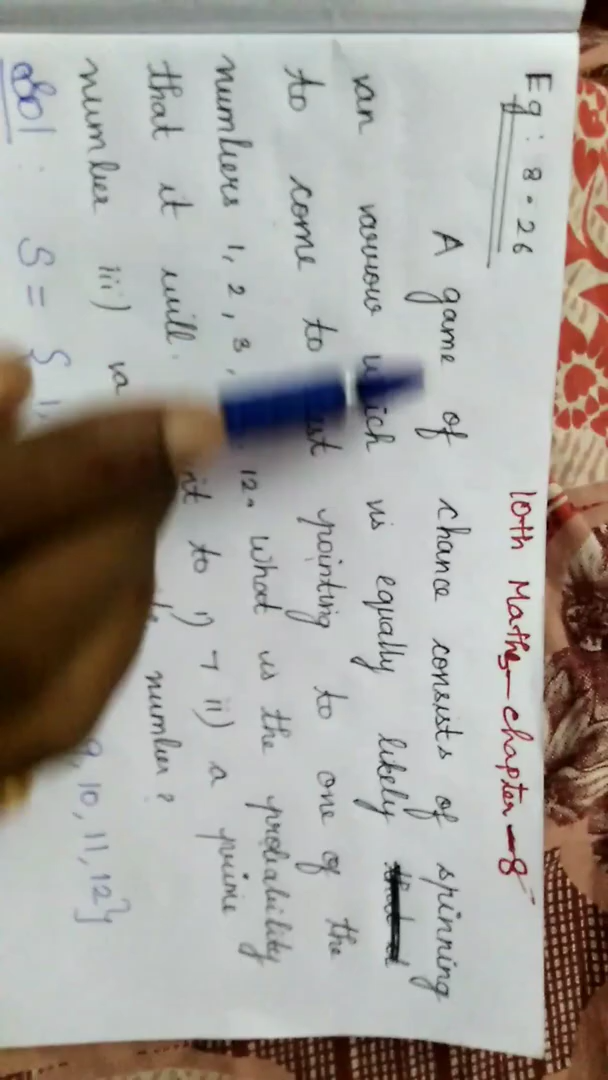 10th Maths - chapter - 8
Eg : 8.26
A game of chance consists of spinning
an arrow which is equally likely
to come to pointing to one of the
numbers 1, 2, 3, 12. what is the probability
that it will to i) 7 ii) a prime
number iii) a number?
Sol : S = { 1, 9, 10, 11, 12}